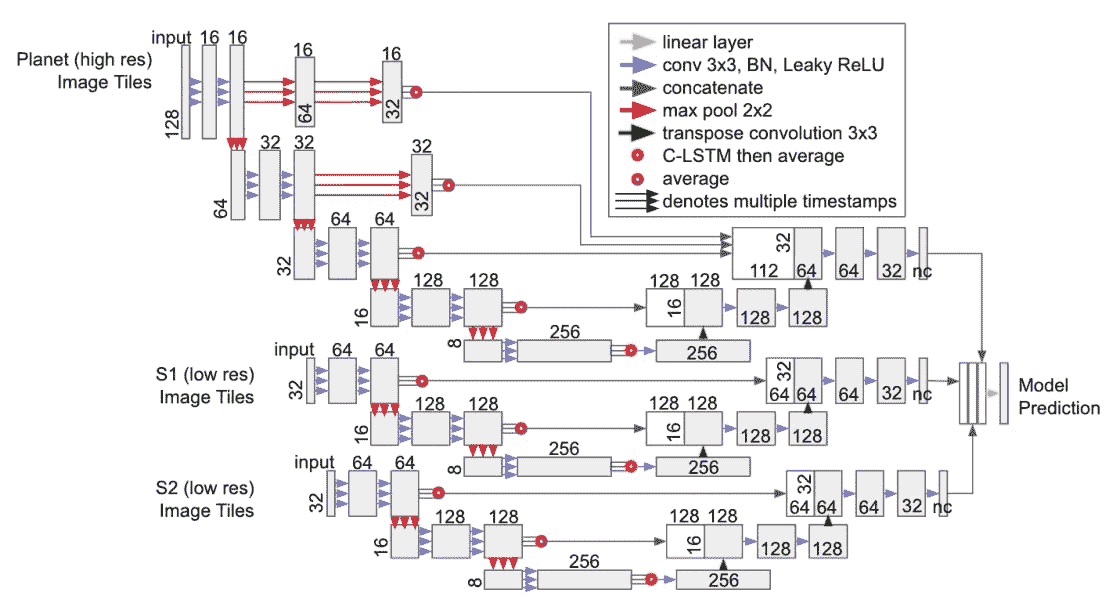 input 16 16
Planet (high res)
Image Tiles
128
16
64
16
32
linear layer
conv 3x3, BN, Leaky ReLU
concatenate
max pool 2x2
transpose convolution 3x3
C-LSTM then average
average
denotes multiple timestamps
32 32
64
32
32
64 64
32
32
112 64 64 32 nc
128 128
16
128 128
16
128 128
8
256
256
S1 (low res)
Image Tiles
input 64 64
32
32
64 64 64 32 nc
Model
Prediction
128 128
16
128 128
16
128 128
8
256
256
S2 (low res)
Image Tiles
input 64 64
32
32
64 64 64 32 nc
128 128
16
128 128
16
128 128
8
256
256